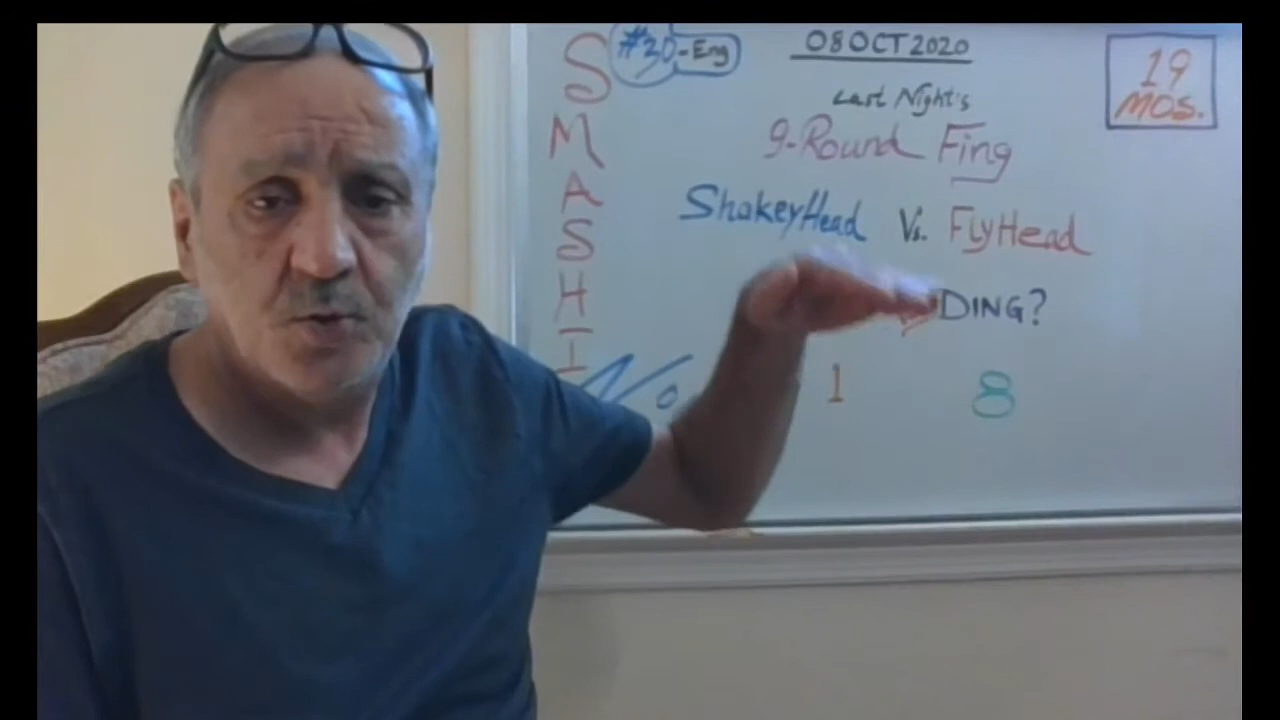 #30-Eng
08 OCT 2020
19
MOS.
Last Night's
9-Round Fing
ShakeyHead Vs. FlyHead
DING?
1 8
S
M
A
S
H
I